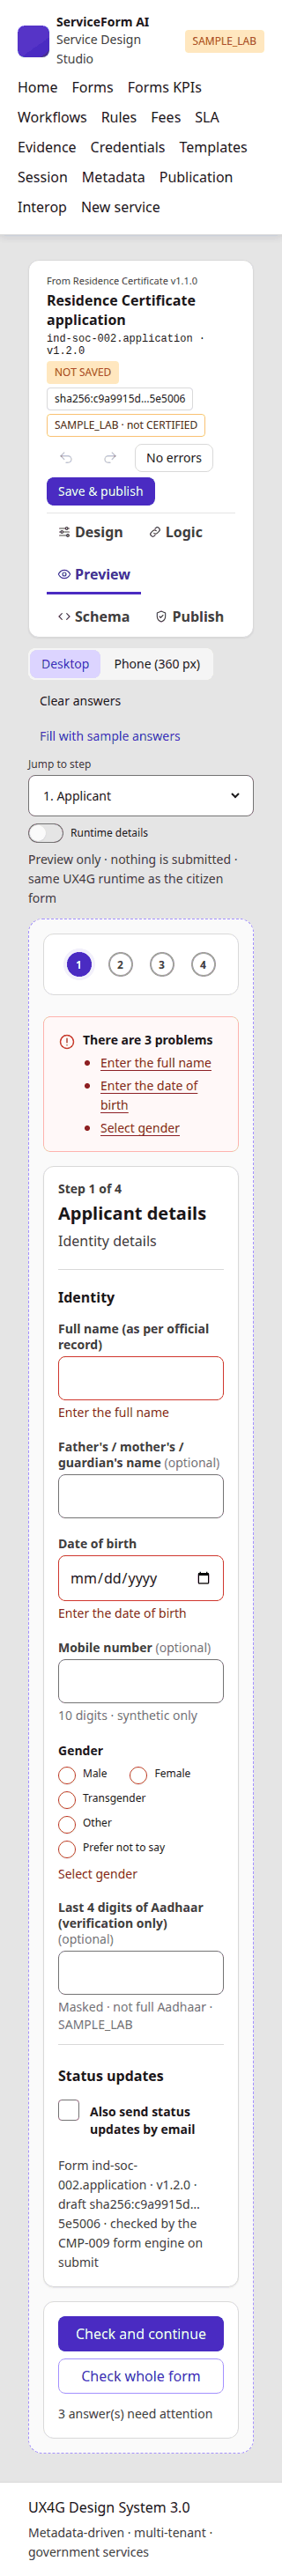 ServiceForm AI
Service Design
Studio
SAMPLE_LAB
Home Forms Forms KPIs
Workflows Rules Fees SLA
Evidence Credentials Templates
Session Metadata Publication
Interop New service
From Residence Certificate v1.1.0
Residence Certificate
application
ind-soc-002.application ·
v1.2.0
NOT SAVED
sha256:c9a9915d…5e5006
SAMPLE_LAB · not CERTIFIED
No errors
Save & publish
Design Logic
Preview
Schema Publish
Desktop Phone (360 px)
Clear answers
Fill with sample answers
Jump to step
1. Applicant
Runtime details
Preview only · nothing is submitted ·
same UX4G runtime as the citizen
form
1 2 3 4
There are 3 problems
Enter the full name
Enter the date of
birth
Select gender
Step 1 of 4
Applicant details
Identity details
Identity
Full name (as per official
record)
Enter the full name
Father's / mother's /
guardian's name (optional)
Date of birth
mm/dd/yyyy
Enter the date of birth
Mobile number (optional)
10 digits · synthetic only
Gender
Male Female
Transgender
Other
Prefer not to say
Select gender
Last 4 digits of Aadhaar
(verification only)
(optional)
Masked · not full Aadhaar ·
SAMPLE_LAB
Status updates
Also send status
updates by email
Form ind-soc-
002.application · v1.2.0 ·
draft sha256:c9a9915d…
5e5006 · checked by the
CMP-009 form engine on
submit
Check and continue
Check whole form
3 answer(s) need attention
UX4G Design System 3.0
Metadata-driven · multi-tenant ·
government services